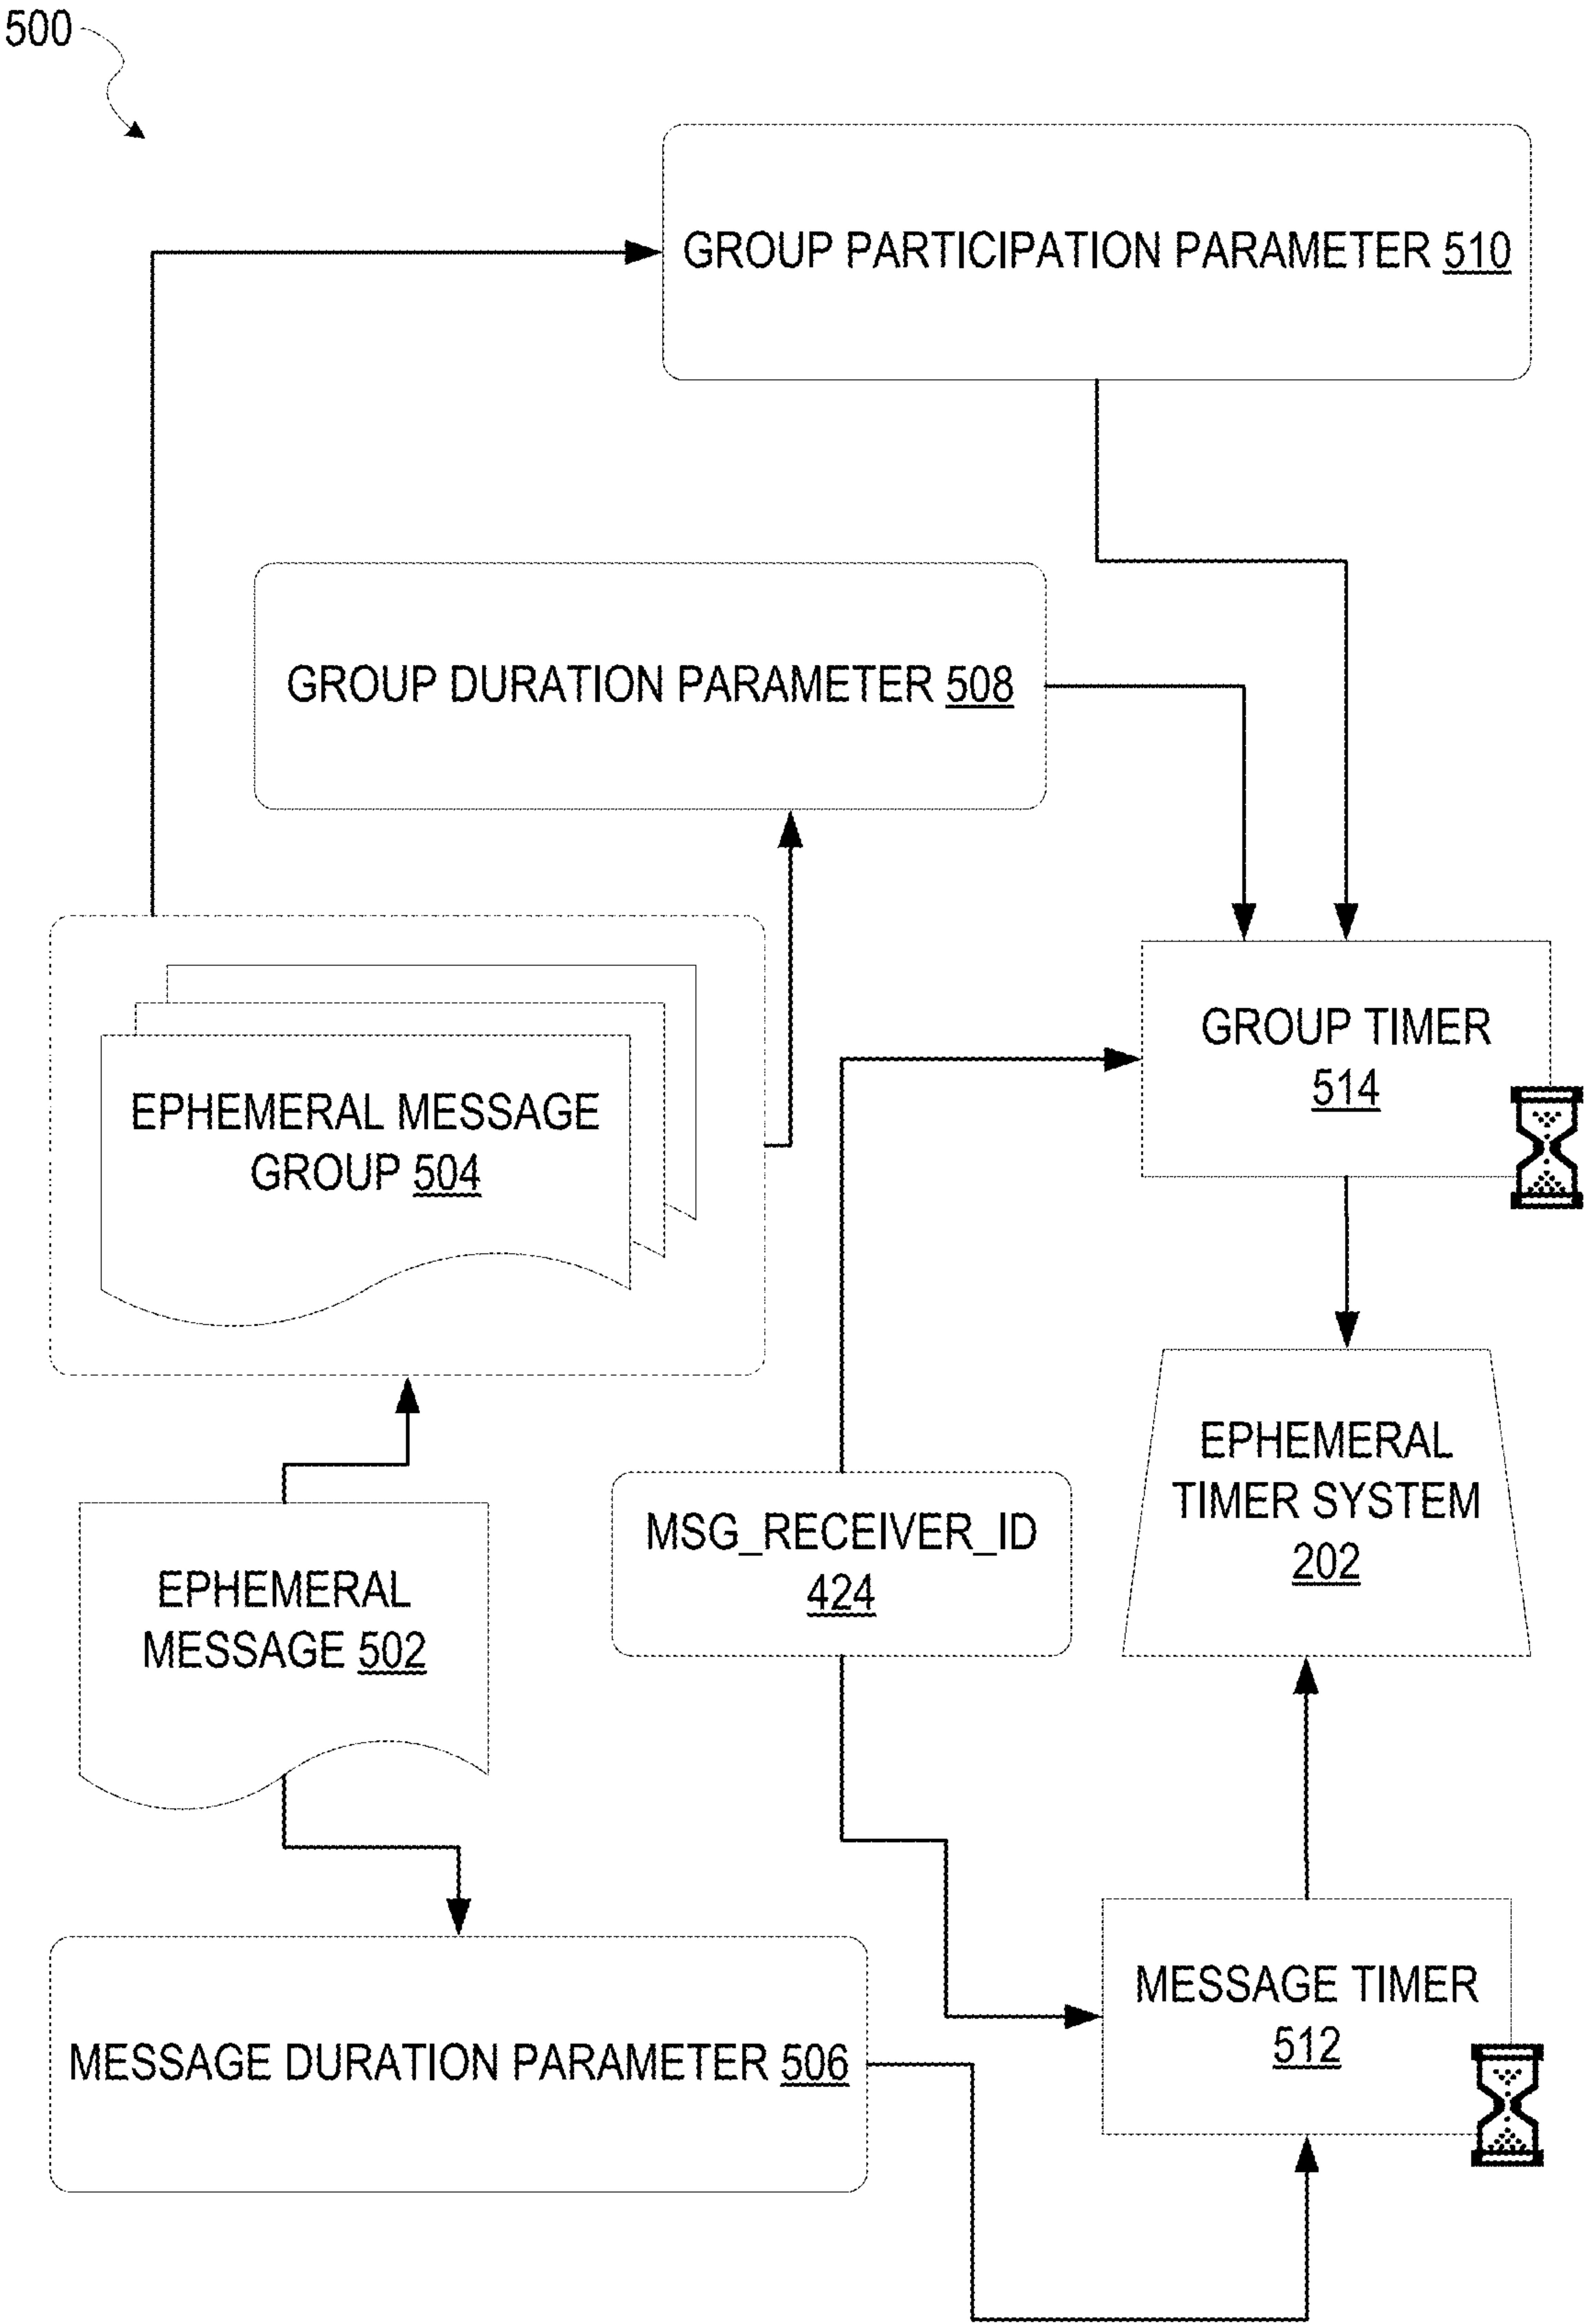 500
GROUP PARTICIPATION PARAMETER 510
GROUP DURATION PARAMETER 508
GROUP TIMER
514
EPHEMERAL MESSAGE
GROUP 504
EPHEMERAL
TIMER SYSTEM
202
MSG_RECEIVER_ID
424
EPHEMERAL
MESSAGE 502
MESSAGE TIMER
512
MESSAGE DURATION PARAMETER 506